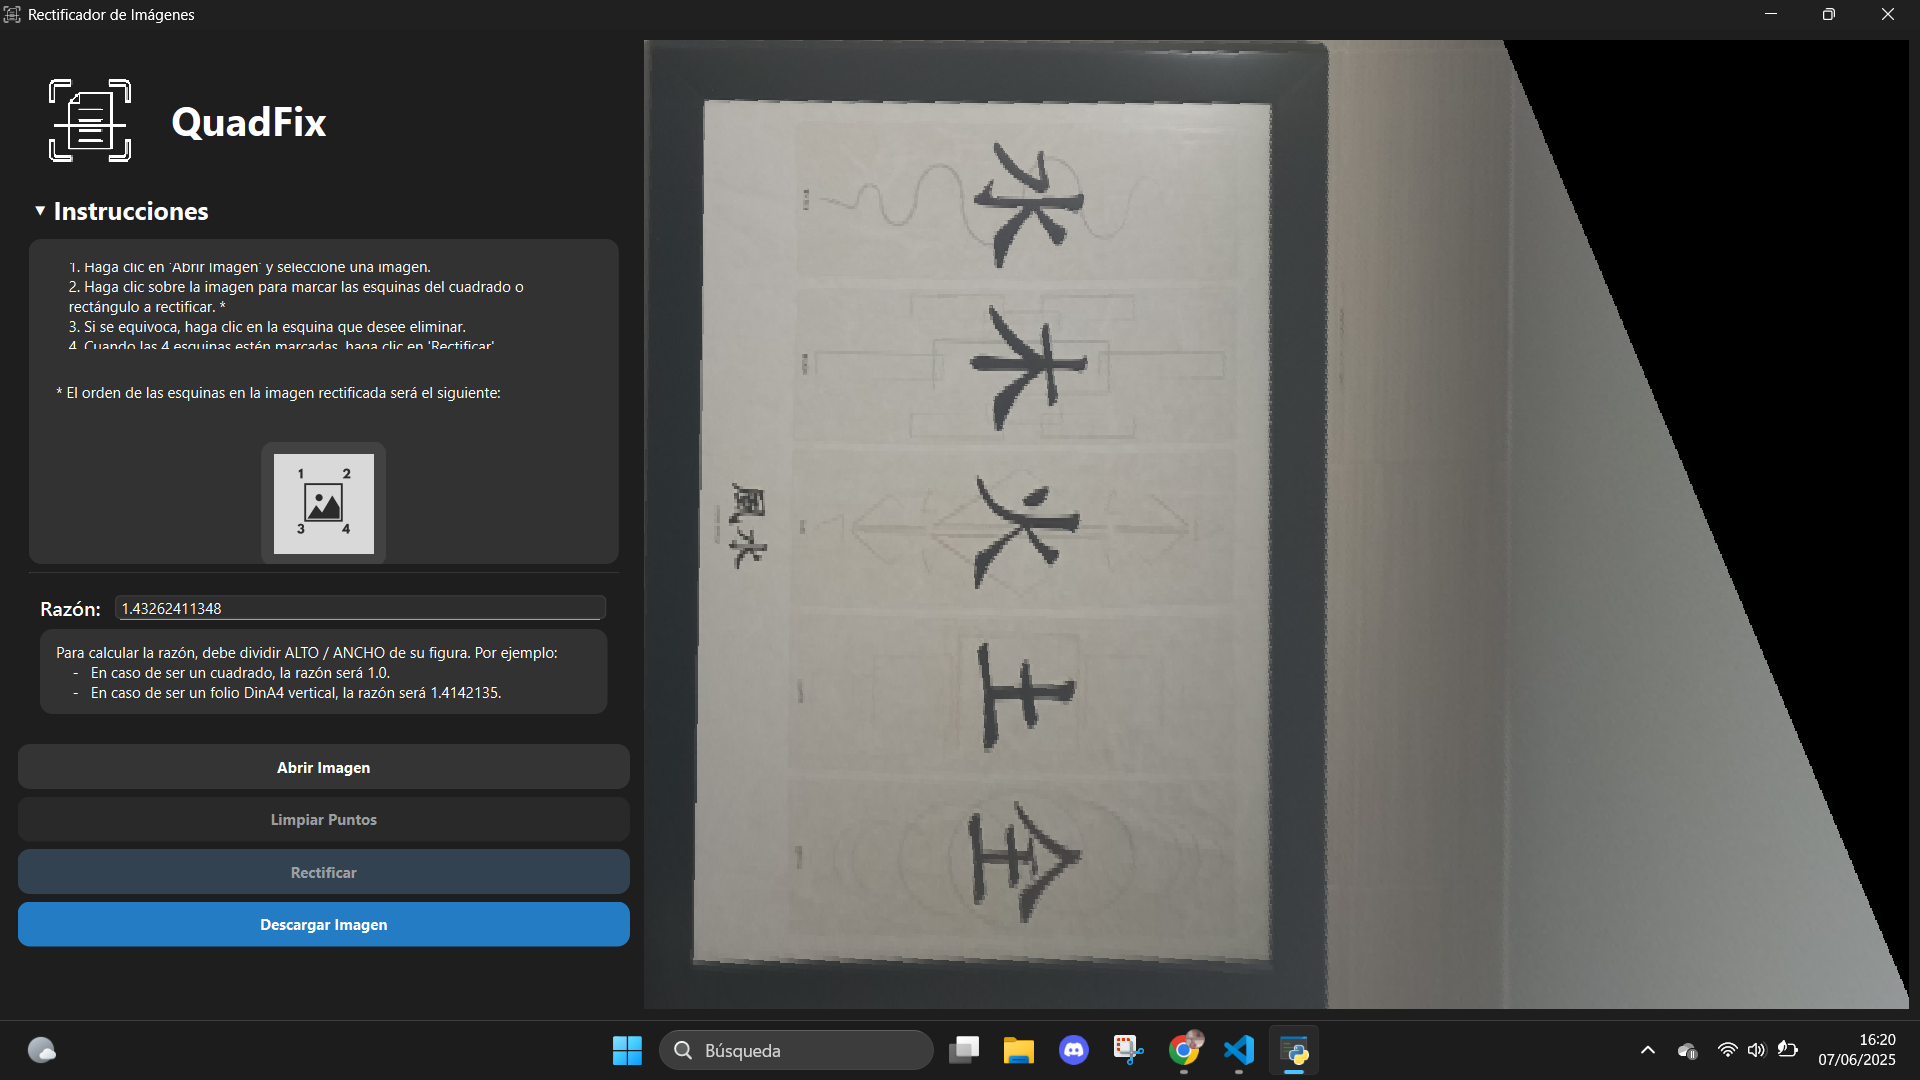 Rectificador de Imágenes
QuadFix
▼ Instrucciones
1. Haga clic en 'Abrir Imagen' y seleccione una imagen.
2. Haga clic sobre la imagen para marcar las esquinas del cuadrado o
rectángulo a rectificar. *
3. Si se equivoca, haga clic en la esquina que desee eliminar.
4. Cuando las 4 esquinas estén marcadas, haga clic en 'Rectificar'
* El orden de las esquinas en la imagen rectificada será el siguiente:
1 2
3 4
Razón: 1.43262411348
Para calcular la razón, debe dividir ALTO / ANCHO de su figura. Por ejemplo:
- En caso de ser un cuadrado, la razón será 1.0.
- En caso de ser un folio DinA4 vertical, la razón será 1.4142135.
Abrir Imagen
Limpiar Puntos
Rectificar
Descargar Imagen
水
木
火
土
金
風水
Búsqueda
16:20
07/06/2025